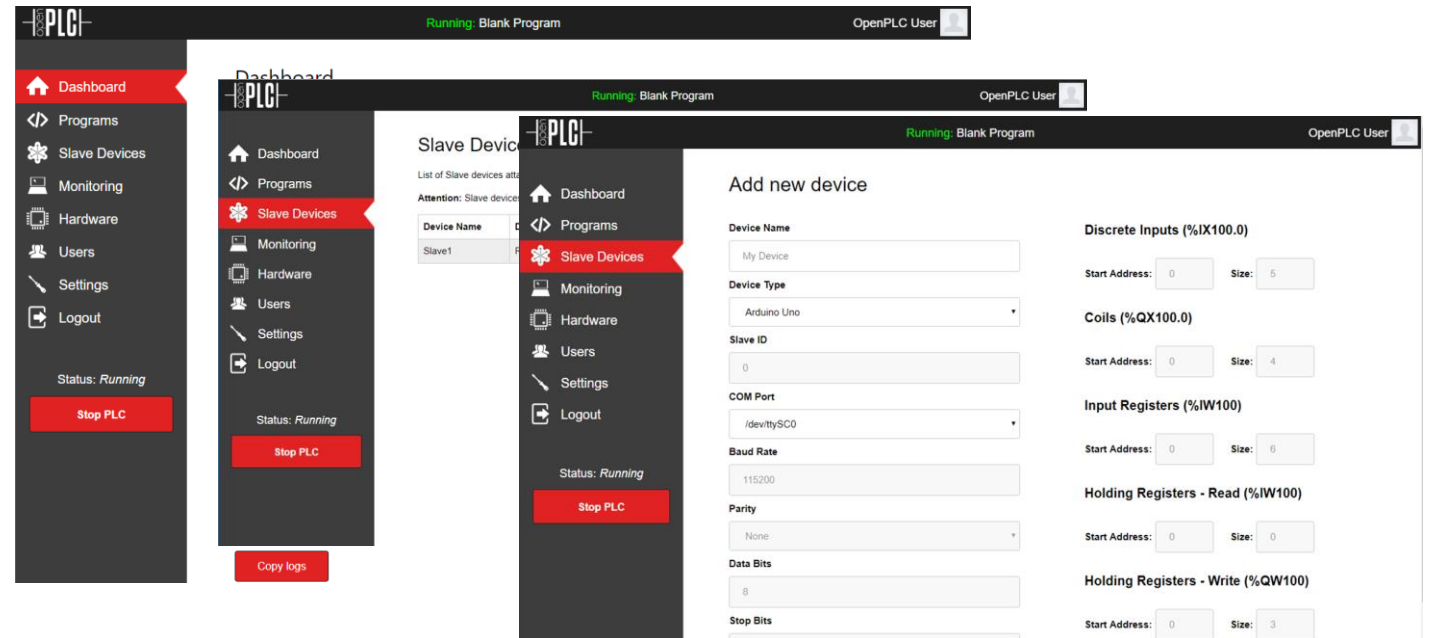 open PLC
Running: Blank Program
OpenPLC User
Dashboard
Programs
Slave Devices
Monitoring
Hardware
Users
Settings
Logout
Status: Running
Stop PLC
Dashboard
Copy logs
open PLC
Running: Blank Program
OpenPLC User
Dashboard
Programs
Slave Devices
Monitoring
Hardware
Users
Settings
Logout
Status: Running
Stop PLC
Slave
List of Slave devices
Attention: Slave
Device Name
Slave1
open PLC
Running: Blank Program
OpenPLC User
Dashboard
Programs
Slave Devices
Monitoring
Hardware
Users
Settings
Logout
Status: Running
Stop PLC
Add new device
Device Name
My Device
Device Type
Arduino Uno
Slave ID
0
COM Port
/dev/ttySC0
Baud Rate
115200
Parity
None
Data Bits
8
Stop Bits
Discrete Inputs (%IX100.0)
Start Address: 0 Size: 5
Coils (%QX100.0)
Start Address: 0 Size: 4
Input Registers (%IW100)
Start Address: 0 Size: 6
Holding Registers - Read (%IW100)
Start Address: 0 Size: 0
Holding Registers - Write (%QW100)
Start Address: 0 Size: 3